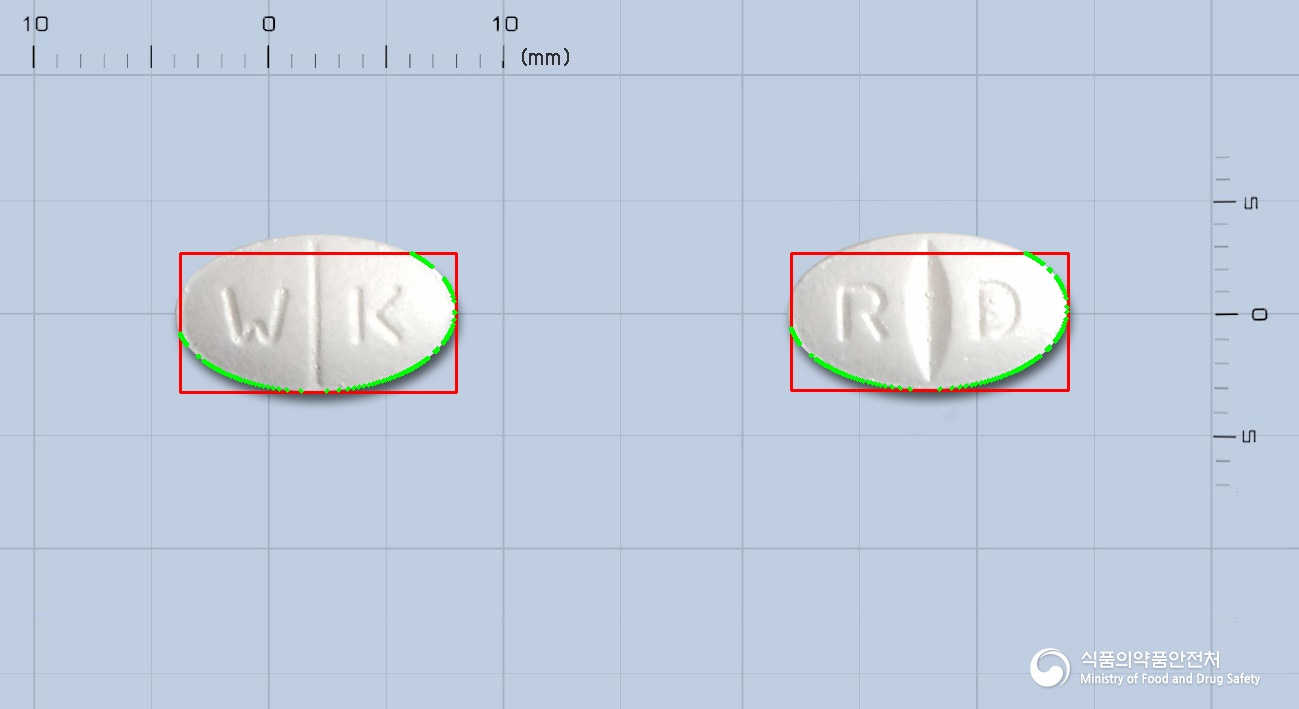 10 0 10
(mm)
5
W K
R D
0
5
식품의약품안전처
Ministry of Food and Drug Safety